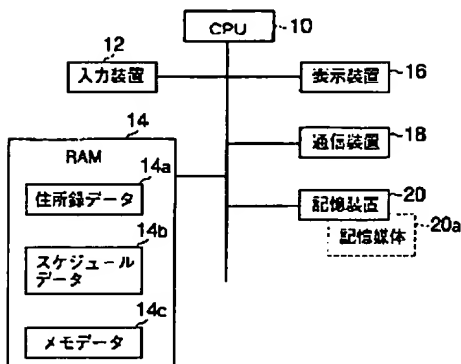 CPU
10
12
入力装置
表示装置
16
14
RAM
14a
住所録データ
14b
スケジュール
データ
14c
メモデータ
通信装置
18
記憶装置
20
記憶媒体
20a